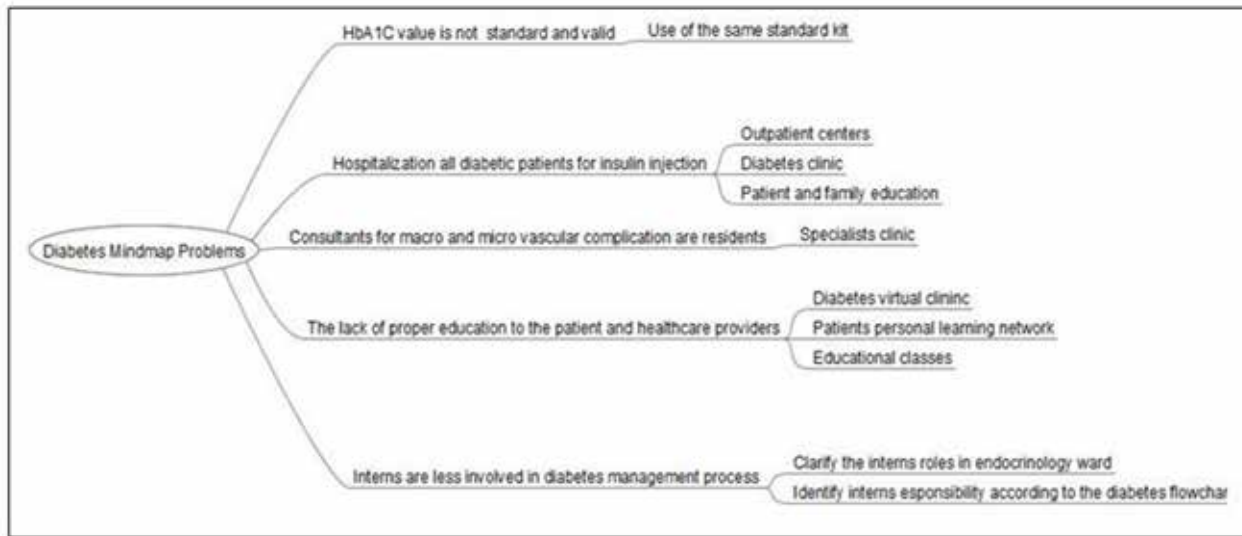 HbA1C value is not standard and valid
Use of the same standard kit
Outpatient centers
Hospitalization all diabetic patients for insulin injection
Diabetes clinic
Patient and family education
Diabetes Mindmap Problems
Consultants for macro and micro vascular complication are residents
Specialists clinic
Diabetes virtual clininc
The lack of proper education to the patient and healthcare providers
Patients personal learning network
Educational classes
Interns are less involved in diabetes management process
Clarify the interns roles in endocrinology ward
Identify interns esponsibility according to the diabetes flowchar